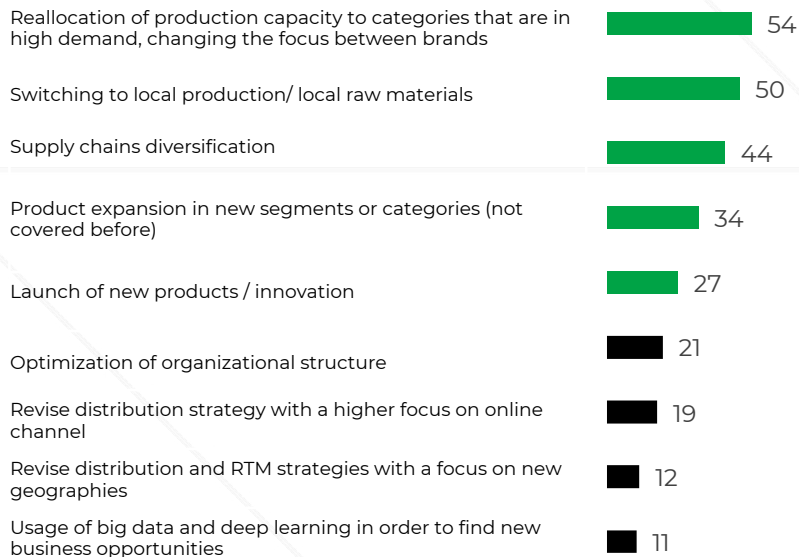 Reallocation of production capacity to categories that are in
high demand, changing the focus between brands
54
Switching to local production/ local raw materials
50
Supply chains diversification
44
Product expansion in new segments or categories (not
covered before)
34
Launch of new products / innovation
27
Optimization of organizational structure
21
Revise distribution strategy with a higher focus on online
channel
19
Revise distribution and RTM strategies with a focus on new
geographies
12
Usage of big data and deep learning in order to find new
business opportunities
11